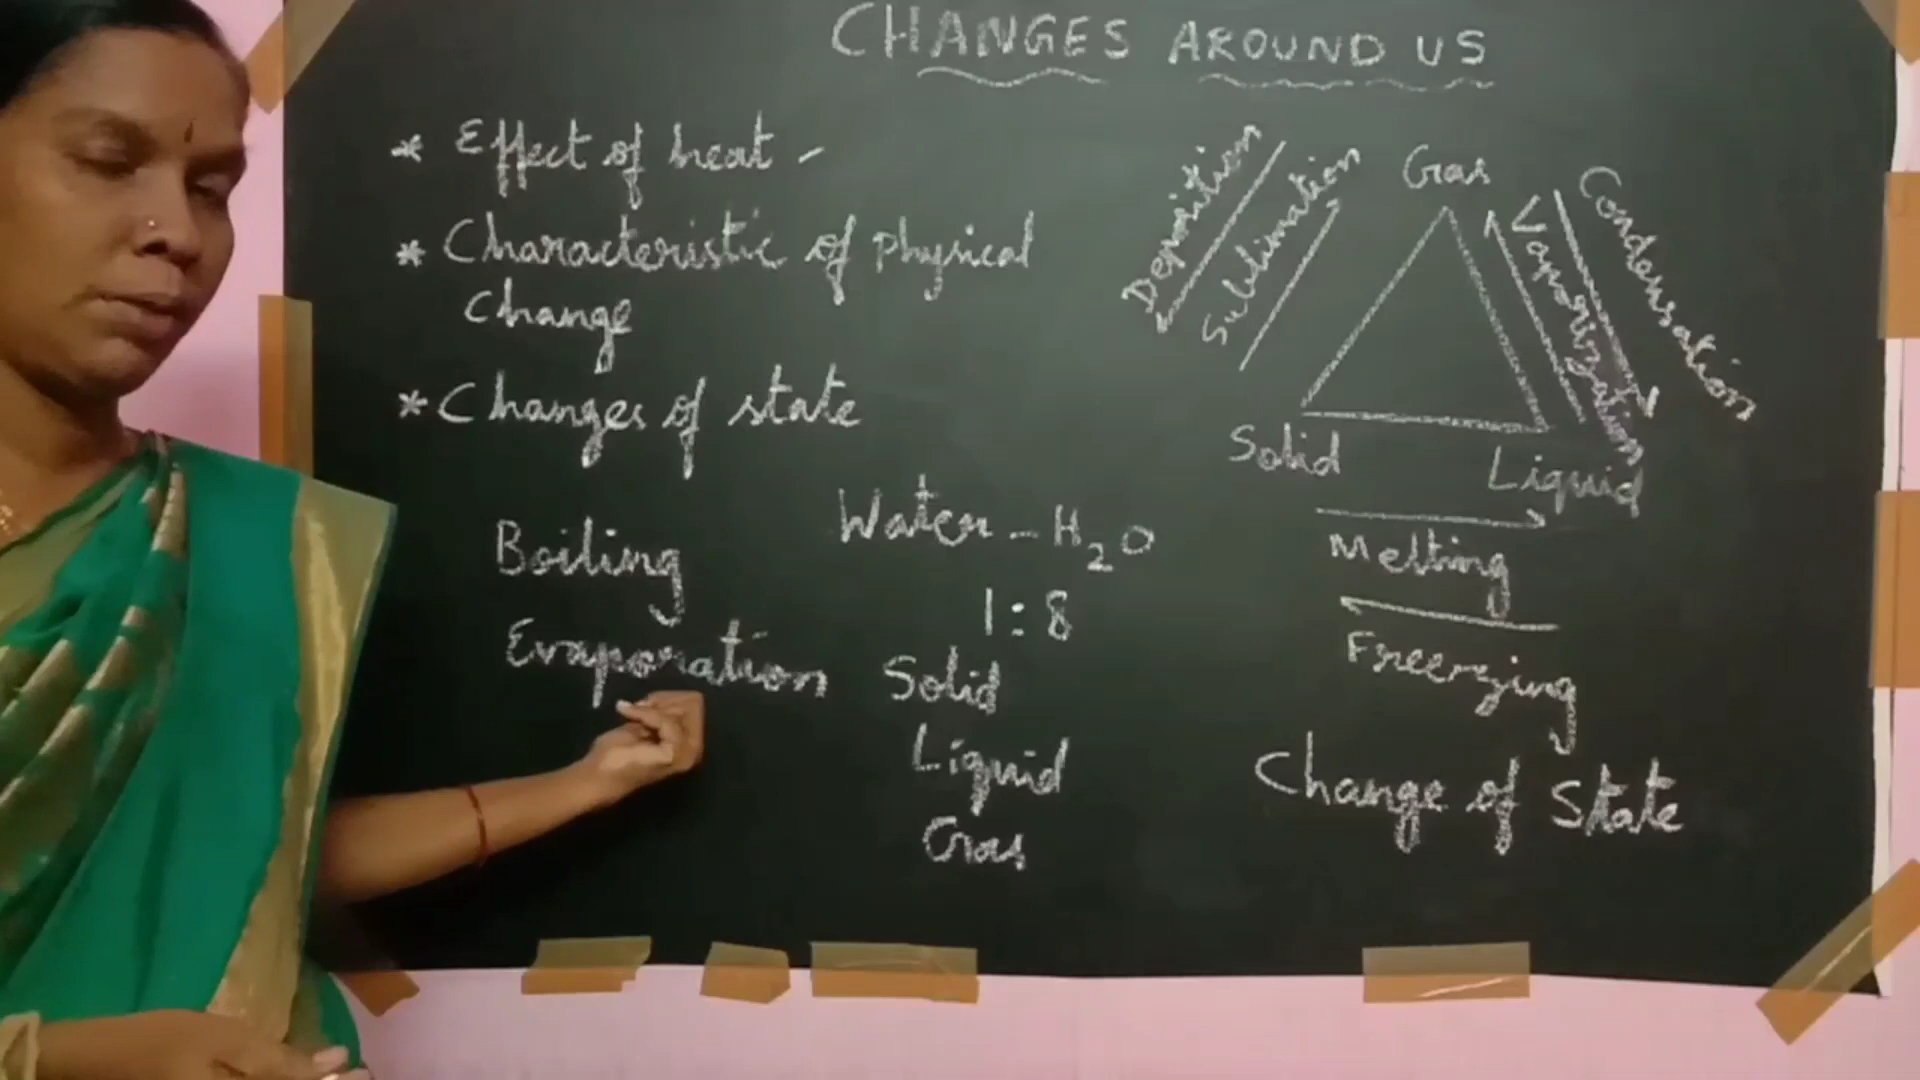 CHANGES AROUND US
* Effect of heat -
* Characteristic of physical
change
* Changes of state
Boiling
Evaporation
Water - H₂O
1 : 8
Solid
Liquid
Gas
Deposition
Sublimation
Gas
Vaporization
Condensation
Solid
Liquid
Melting
Freezing
Change of State